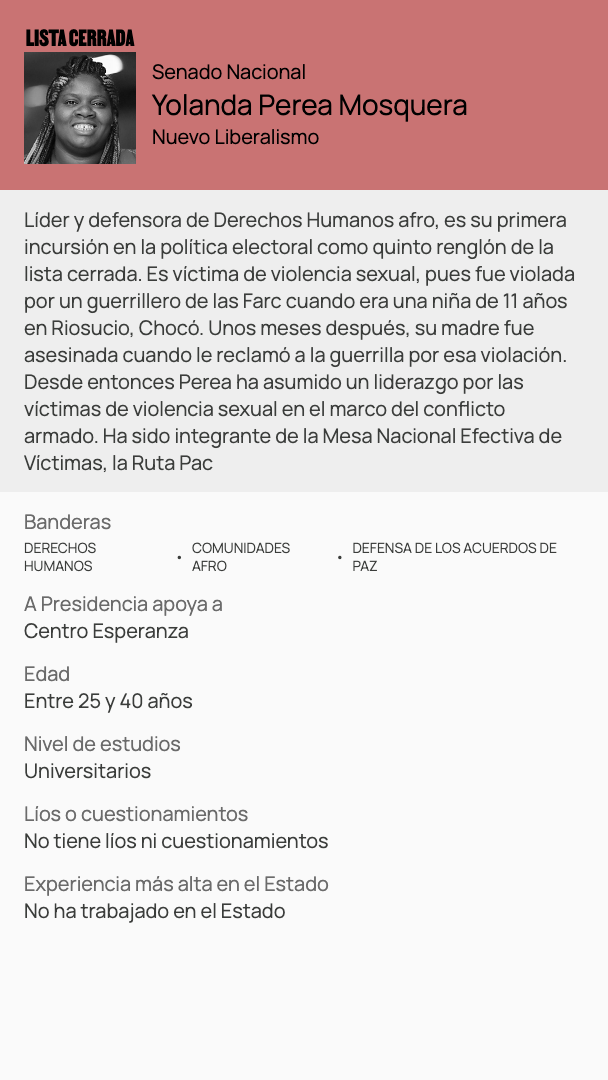 LISTA CERRADA
Senado Nacional
Yolanda Perea Mosquera
Nuevo Liberalismo
Líder y defensora de Derechos Humanos afro, es su primera
incursión en la política electoral como quinto renglón de la
lista cerrada. Es víctima de violencia sexual, pues fue violada
por un guerrillero de las Farc cuando era una niña de 11 años
en Riosucio, Chocó. Unos meses después, su madre fue
asesinada cuando le reclamó a la guerrilla por esa violación.
Desde entonces Perea ha asumido un liderazgo por las
víctimas de violencia sexual en el marco del conflicto
armado. Ha sido integrante de la Mesa Nacional Efectiva de
Víctimas, la Ruta Pac
Banderas
DERECHOS HUMANOS • COMUNIDADES AFRO • DEFENSA DE LOS ACUERDOS DE PAZ
A Presidencia apoya a
Centro Esperanza
Edad
Entre 25 y 40 años
Nivel de estudios
Universitarios
Líos o cuestionamientos
No tiene líos ni cuestionamientos
Experiencia más alta en el Estado
No ha trabajado en el Estado